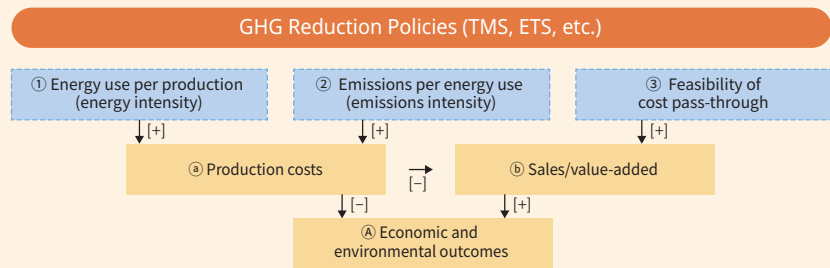 GHG Reduction Policies (TMS, ETS, etc.)
① Energy use per production
(energy intensity)
② Emissions per energy use
(emissions intensity)
③ Feasibility of
cost pass-through
[+]
[+]
[+]
ⓐ Production costs
[−]
ⓑ Sales/value-added
[−]
[+]
Ⓐ Economic and
environmental outcomes